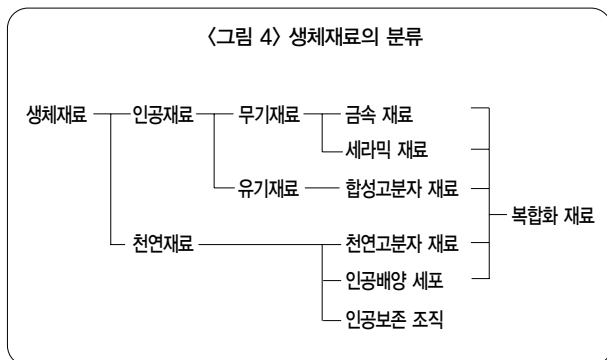 〈그림 4〉 생체재료의 분류
생체재료 인공재료 무기재료 금속 재료
세라믹 재료
유기재료 합성고분자 재료
복합화 재료
천연재료 천연고분자 재료
인공배양 세포
인공보존 조직